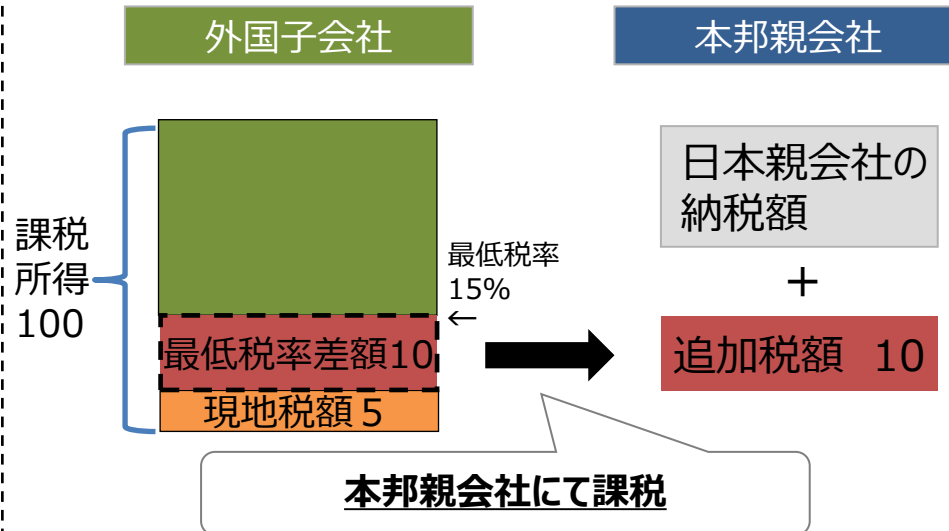 外国子会社
本邦親会社
課税
所得
100
最低税率
15%
←
最低税率差額10
現地税額5
日本親会社の
納税額
+
追加税額 10
本邦親会社にて課税